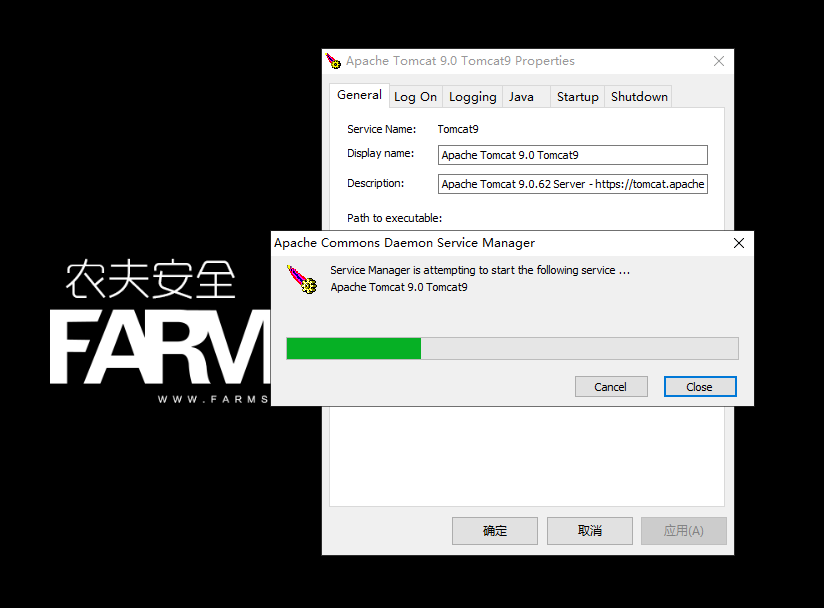 Apache Tomcat 9.0 Tomcat9 Properties
General Log On Logging Java Startup Shutdown
Service Name: Tomcat9
Display name: Apache Tomcat 9.0 Tomcat9
Description: Apache Tomcat 9.0.62 Server - https://tomcat.apache
Path to executable:
Apache Commons Daemon Service Manager
Service Manager is attempting to start the following service ...
Apache Tomcat 9.0 Tomcat9
Cancel Close
农夫安全
FARM
WWW.FARMS
确定 取消 应用(A)